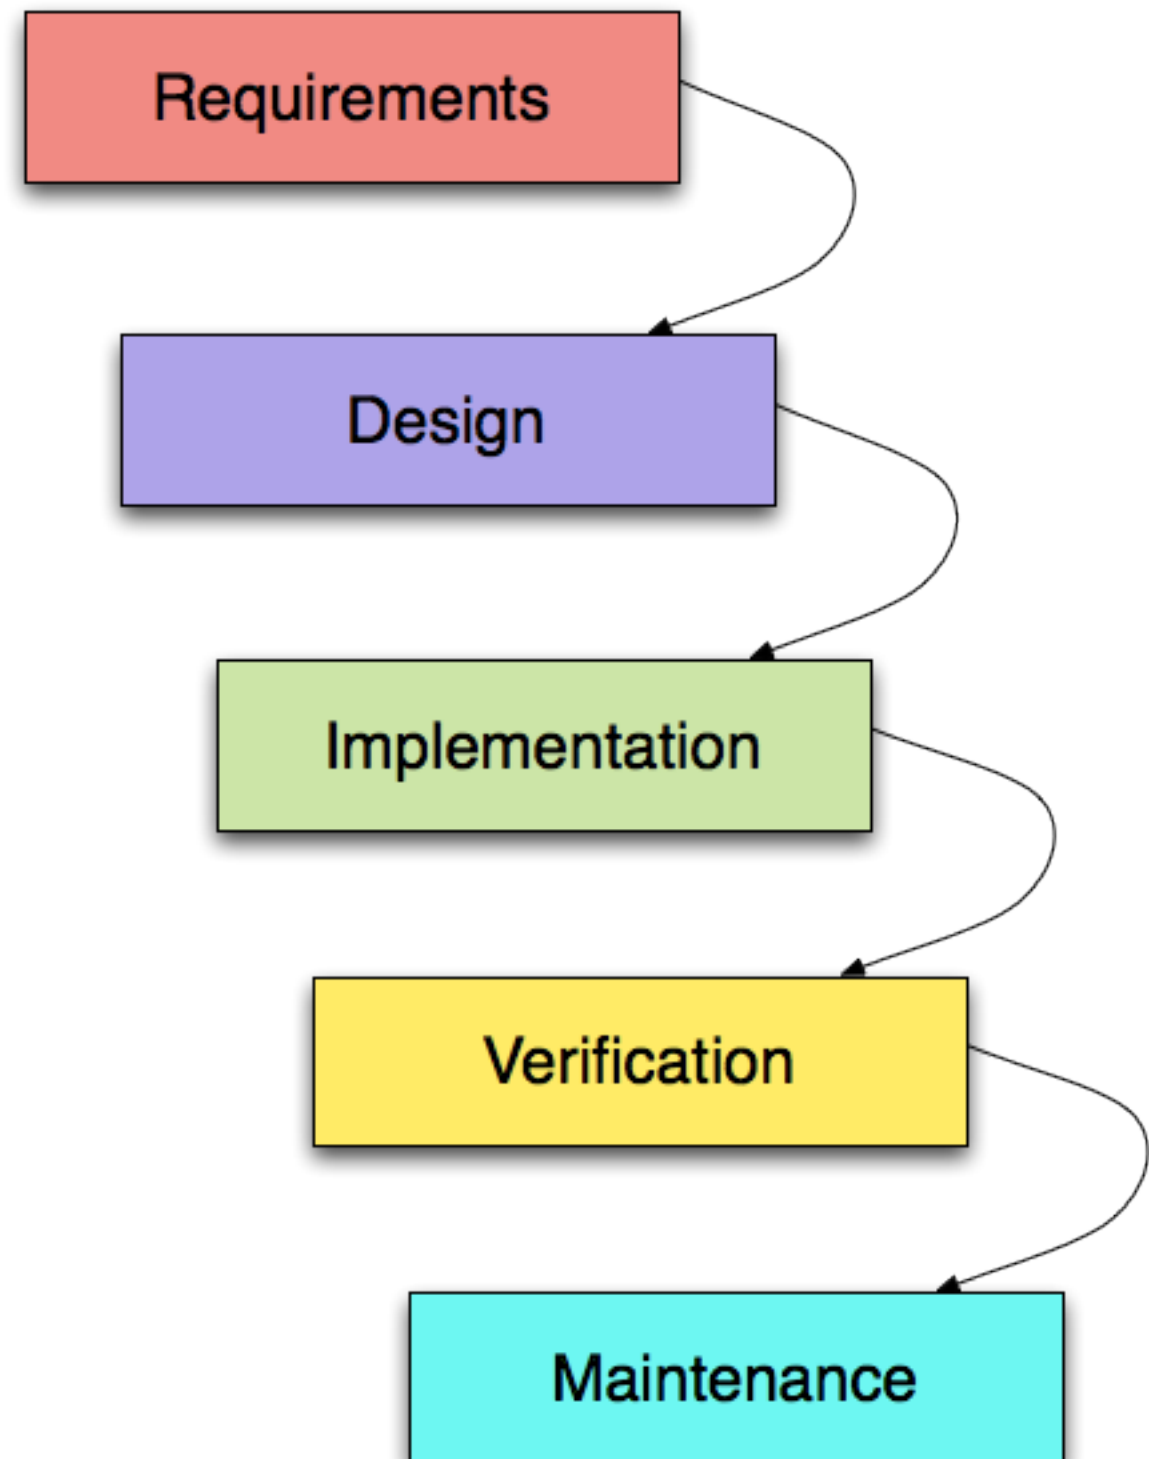 Requirements
Design
Implementation
Verification
Maintenance